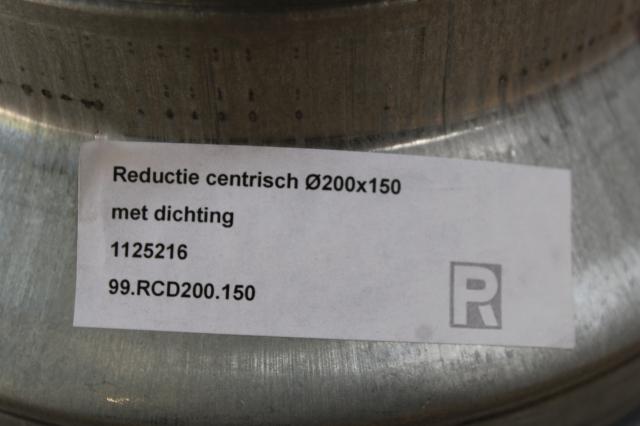 Reductie centrisch Ø200x150
met dichting
1125216
99.RCD200.150
R